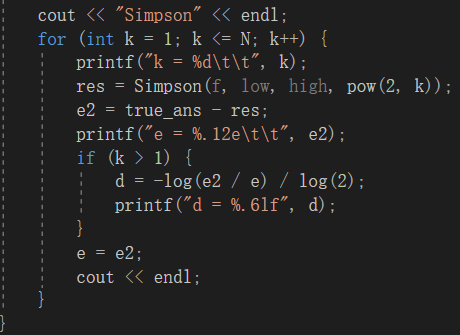 cout << "Simpson" << endl;
for (int k = 1; k <= N; k++) {
printf("k = %d\t\t", k);
res = Simpson(f, low, high, pow(2, k));
e2 = true_ans - res;
printf("e = %.12e\t\t", e2);
if (k > 1) {
d = -log(e2 / e) / log(2);
printf("d = %.6lf", d);
}
e = e2;
cout << endl;
}
}